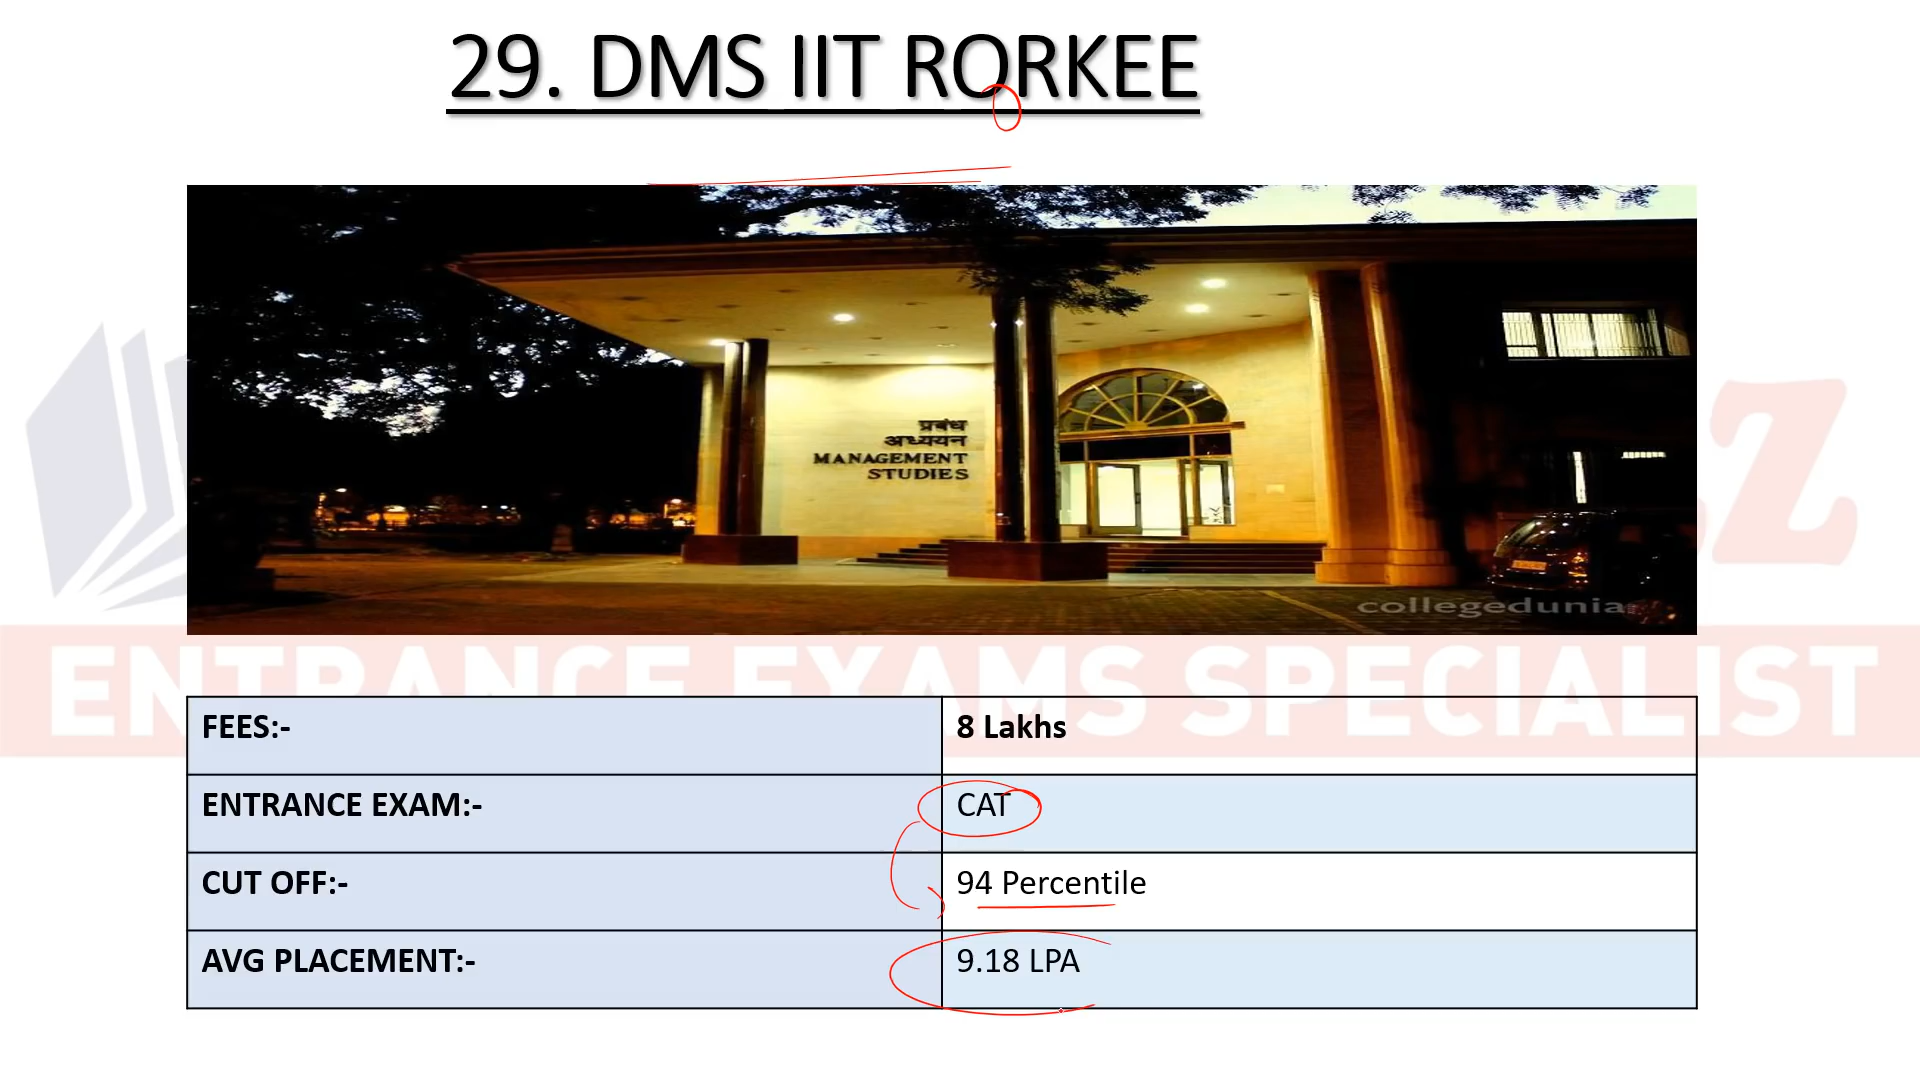 29. DMS IIT RORKEE
प्रबंध
अध्ययन
MANAGEMENT
STUDIES
collegedunia
Z
ENTRANCE EXAMS SPECIALIST
FEES:- 8 Lakhs
ENTRANCE EXAM:- CAT
CUT OFF:- 94 Percentile
AVG PLACEMENT:- 9.18 LPA